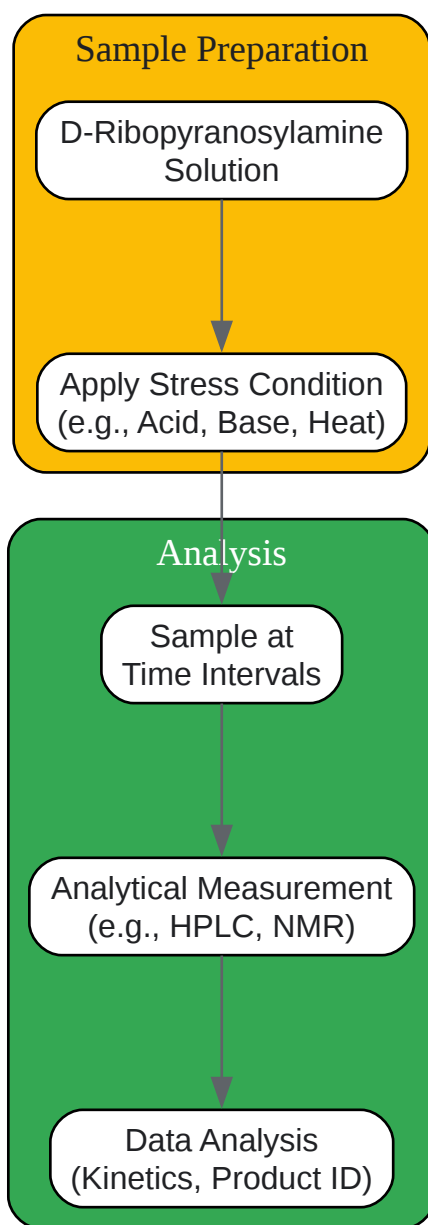 Sample Preparation
D-Ribopyranosylamine
Solution
Apply Stress Condition
(e.g., Acid, Base, Heat)
Analysis
Sample at
Time Intervals
Analytical Measurement
(e.g., HPLC, NMR)
Data Analysis
(Kinetics, Product ID)